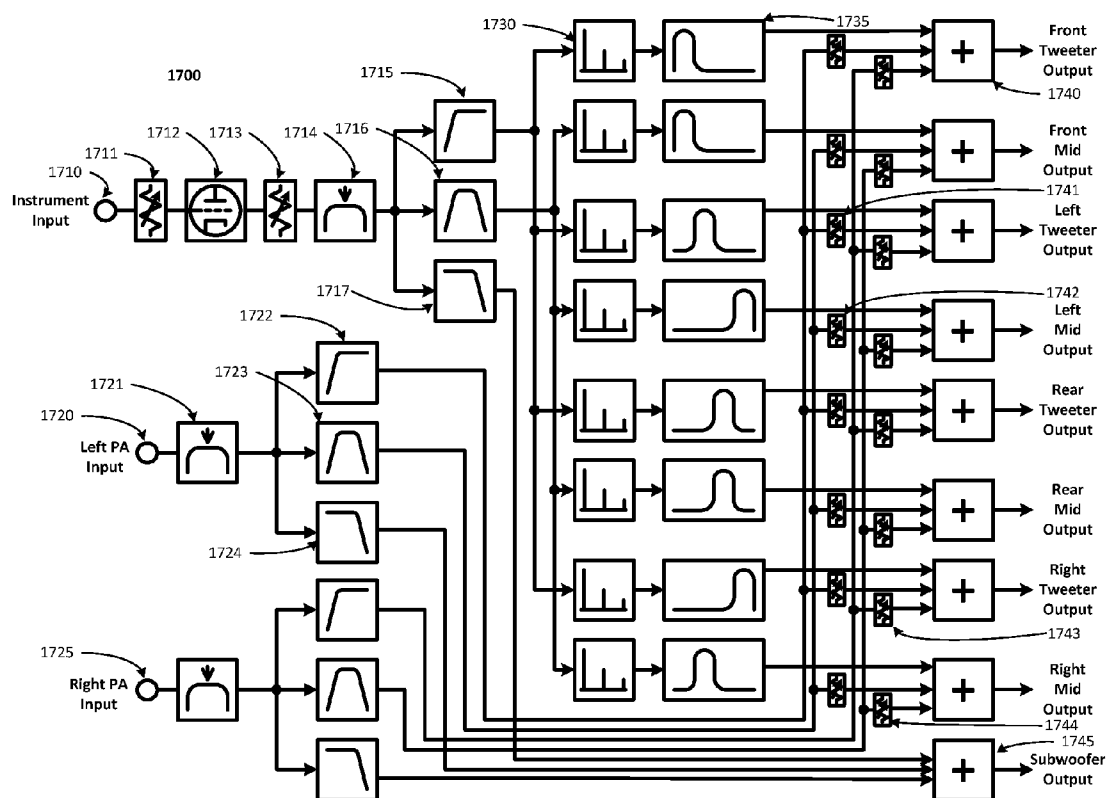 1730
1735
Front
Tweeter
Output
1700
1715
1740
1712
1713
1714
1716
Front
Mid
Output
1711
1710
Instrument
Input
1741
Left
Tweeter
Output
1717
1742
Left
Mid
Output
1722
1723
1721
1720
Left PA
Input
Rear
Tweeter
Output
1724
Rear
Mid
Output
Right
Tweeter
Output
1743
1725
Right PA
Input
Right
Mid
Output
1744
1745
Subwoofer
Output